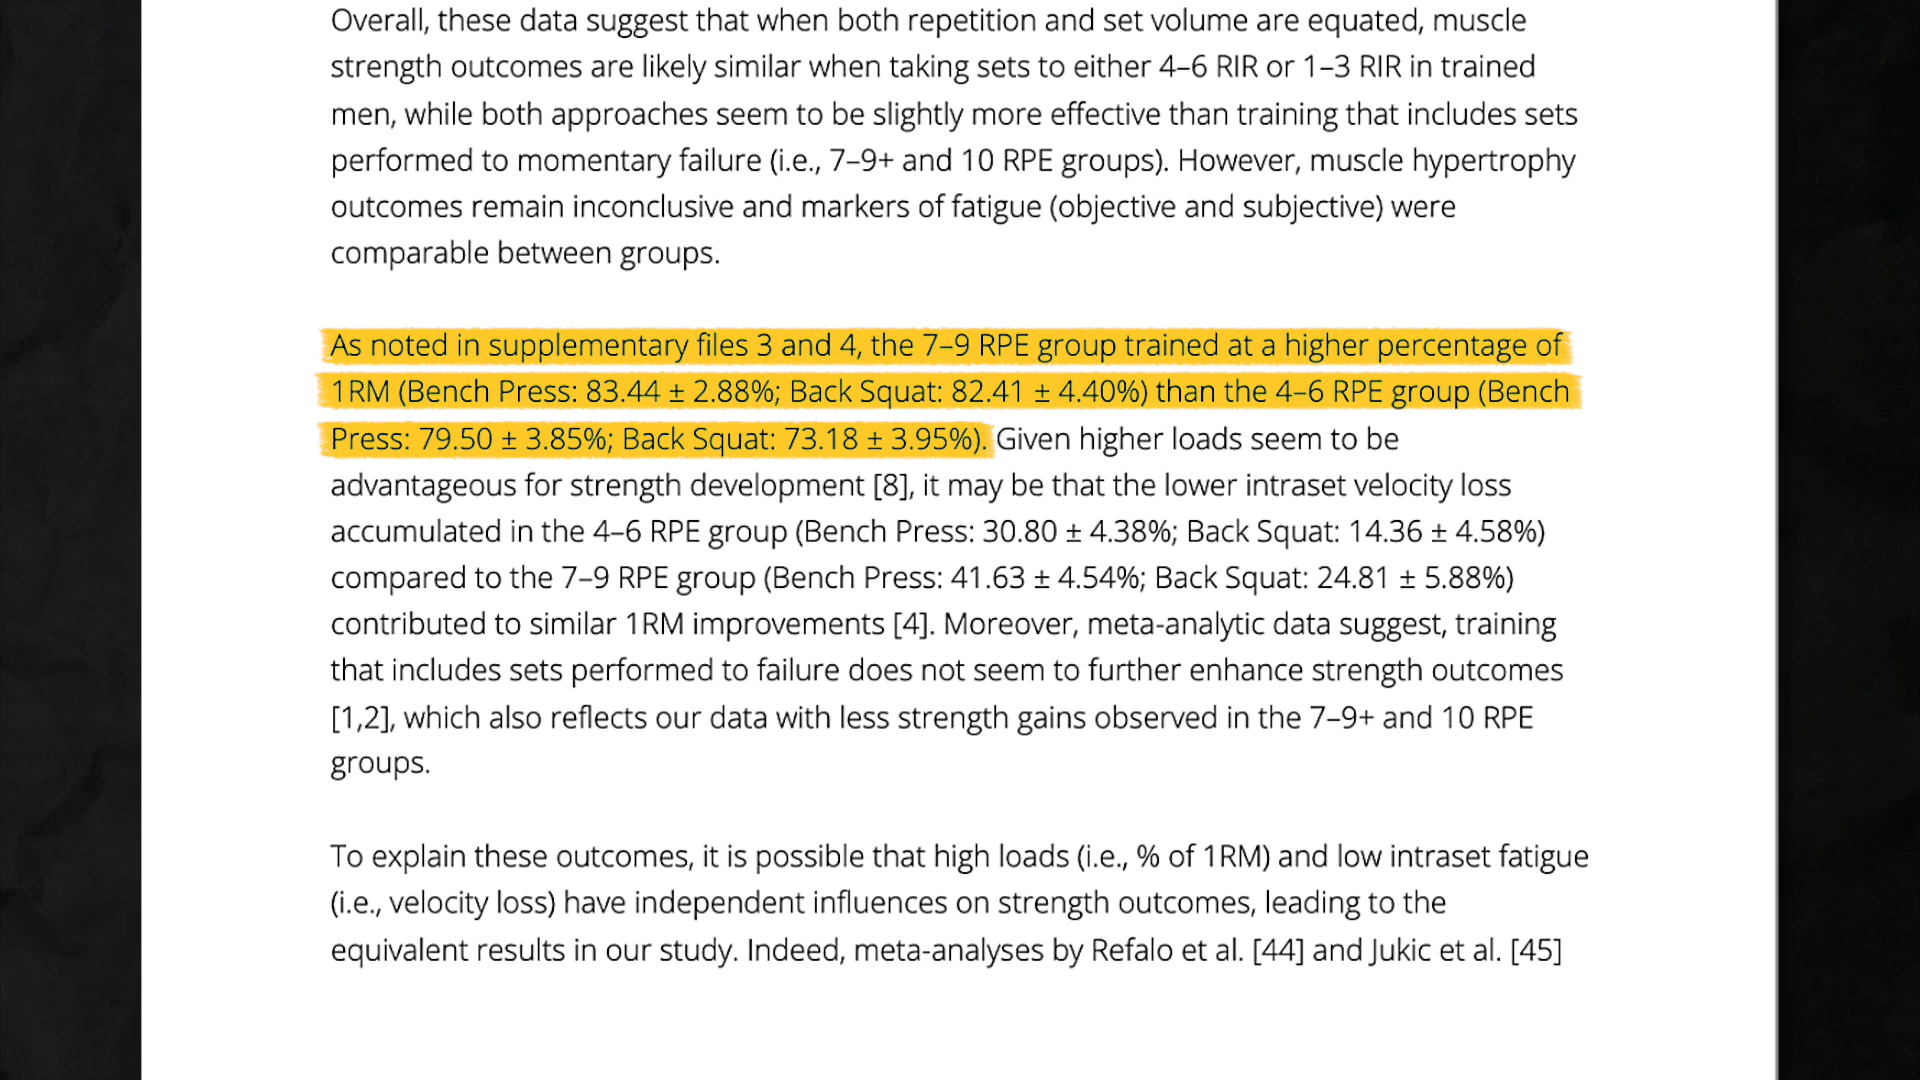 Overall, these data suggest that when both repetition and set volume are equated, muscle
strength outcomes are likely similar when taking sets to either 4–6 RIR or 1–3 RIR in trained
men, while both approaches seem to be slightly more effective than training that includes sets
performed to momentary failure (i.e., 7–9+ and 10 RPE groups). However, muscle hypertrophy
outcomes remain inconclusive and markers of fatigue (objective and subjective) were
comparable between groups.
As noted in supplementary files 3 and 4, the 7–9 RPE group trained at a higher percentage of
1RM (Bench Press: 83.44 ± 2.88%; Back Squat: 82.41 ± 4.40%) than the 4–6 RPE group (Bench
Press: 79.50 ± 3.85%; Back Squat: 73.18 ± 3.95%). Given higher loads seem to be
advantageous for strength development [8], it may be that the lower intraset velocity loss
accumulated in the 4–6 RPE group (Bench Press: 30.80 ± 4.38%; Back Squat: 14.36 ± 4.58%)
compared to the 7–9 RPE group (Bench Press: 41.63 ± 4.54%; Back Squat: 24.81 ± 5.88%)
contributed to similar 1RM improvements [4]. Moreover, meta-analytic data suggest, training
that includes sets performed to failure does not seem to further enhance strength outcomes
[1,2], which also reflects our data with less strength gains observed in the 7–9+ and 10 RPE
groups.
To explain these outcomes, it is possible that high loads (i.e., % of 1RM) and low intraset fatigue
(i.e., velocity loss) have independent influences on strength outcomes, leading to the
equivalent results in our study. Indeed, meta-analyses by Refalo et al. [44] and Jukic et al. [45]